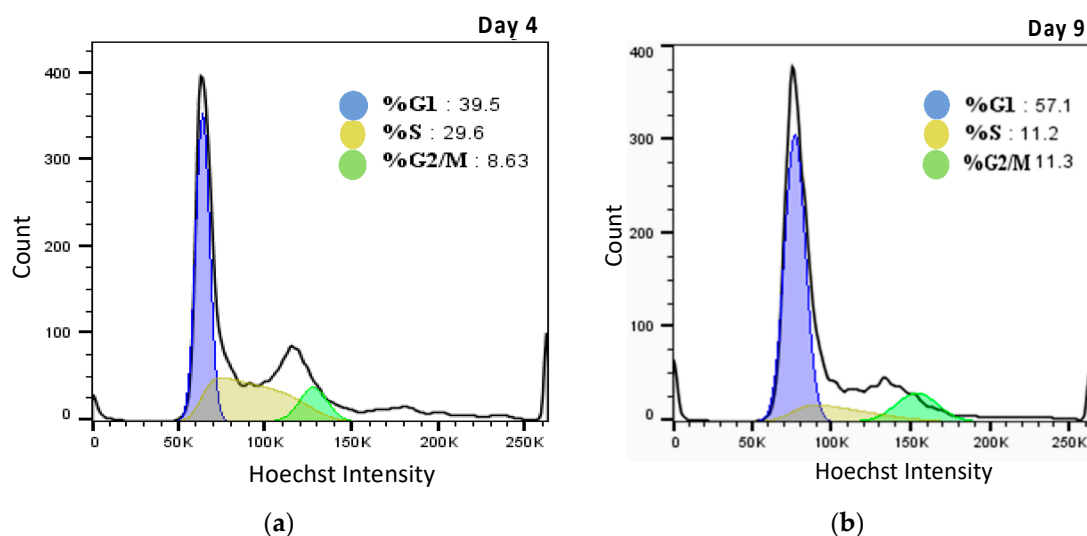 Day 4
400
300
200
100
0
Count
%G1 : 39.5
%S : 29.6
%G2/M : 8.63
0 50K 100K 150K 200K 250K
Hoechst Intensity
(a)
Day 9
400
300
200
100
0
Count
%G1 : 57.1
%S : 11.2
%G2/M 11.3
0 50K 100K 150K 200K 250K
Hoechst Intensity
(b)